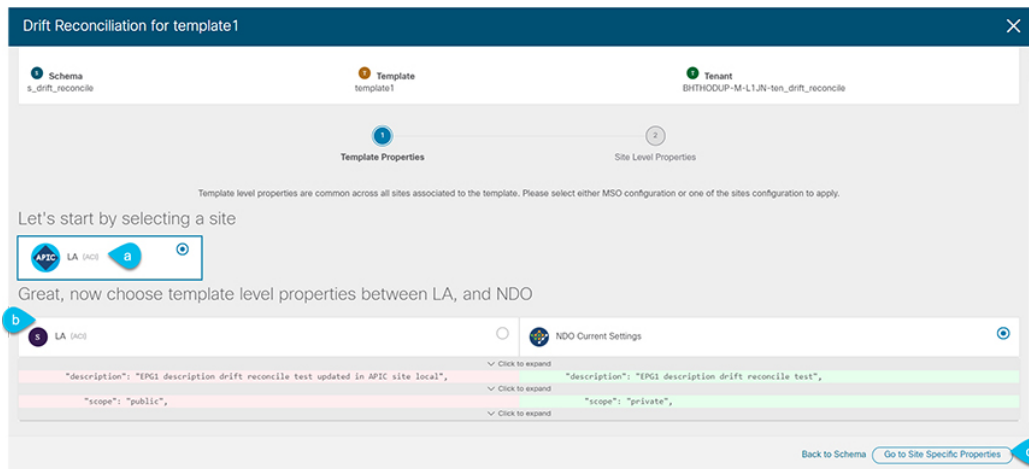 Drift Reconciliation for template1
S Schema
s_drift_reconcile
T Template
template1
T Tenant
BHTHODUP-M-L1JN-ten_drift_reconcile
1
Template Properties
2
Site Level Properties
Template level properties are common across all sites associated to the template. Please select either MSO configuration or one of the sites configuration to apply.
Let's start by selecting a site
APIC LA (ACI) a
Great, now choose template level properties between LA, and NDO
b
S LA (ACI)
NDO Current Settings
Click to expand
"description": "EPG1 description drift reconcile test updated in APIC site local",
"description": "EPG1 description drift reconcile test",
Click to expand
"scope": "public",
"scope": "private",
Click to expand
Back to Schema Go to Site Specific Properties